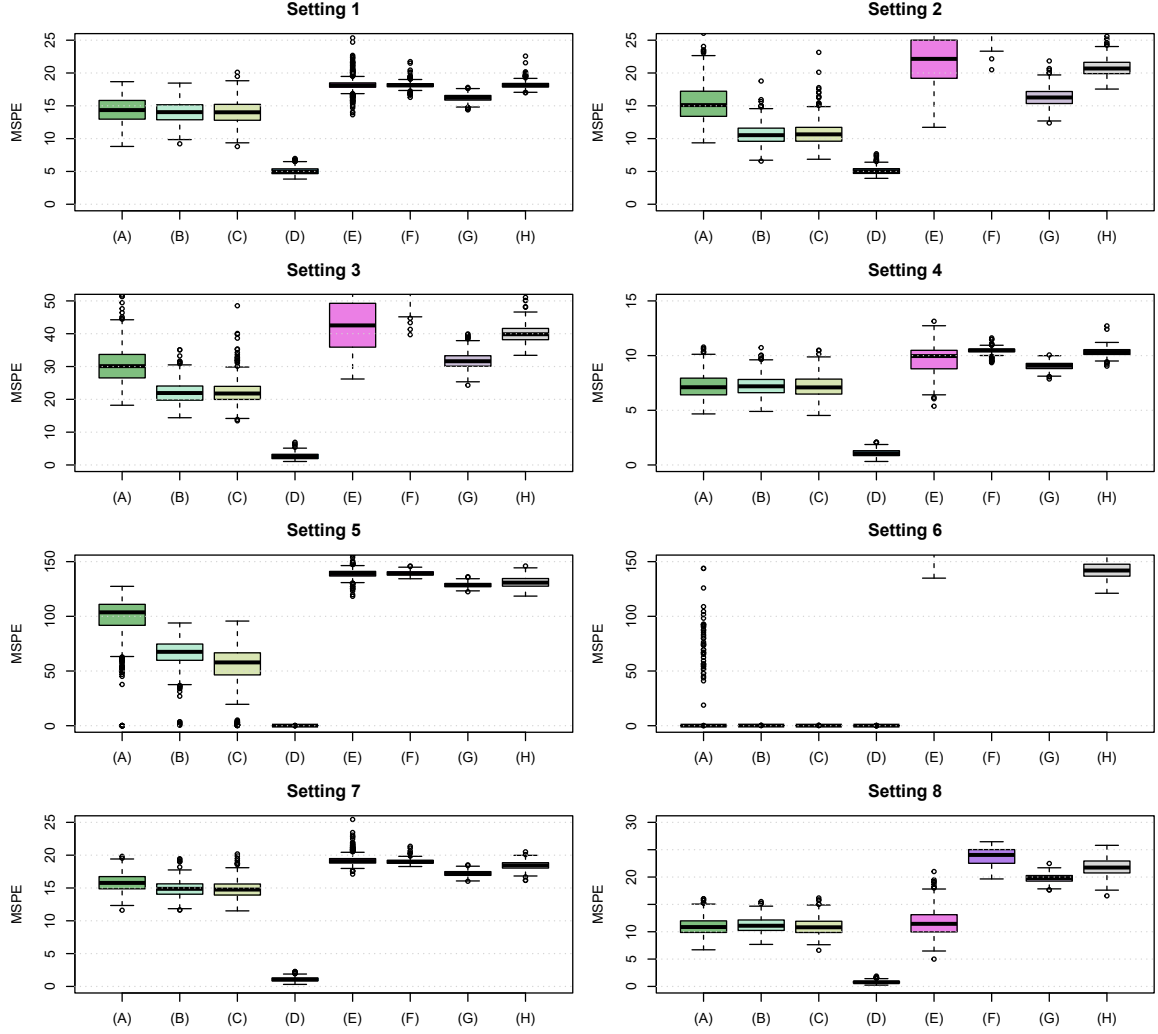 Setting 1
MSPE
0 5 10 15 20 25
(A) (B) (C) (D) (E) (F) (G) (H)
Setting 2
MSPE
0 5 10 15 20 25
(A) (B) (C) (D) (E) (F) (G) (H)
Setting 3
MSPE
0 10 20 30 40 50
(A) (B) (C) (D) (E) (F) (G) (H)
Setting 4
MSPE
0 5 10 15
(A) (B) (C) (D) (E) (F) (G) (H)
Setting 5
MSPE
0 50 100 150
(A) (B) (C) (D) (E) (F) (G) (H)
Setting 6
MSPE
0 50 100 150
(A) (B) (C) (D) (E) (F) (G) (H)
Setting 7
MSPE
0 5 10 15 20 25
(A) (B) (C) (D) (E) (F) (G) (H)
Setting 8
MSPE
0 5 10 20 30
(A) (B) (C) (D) (E) (F) (G) (H)